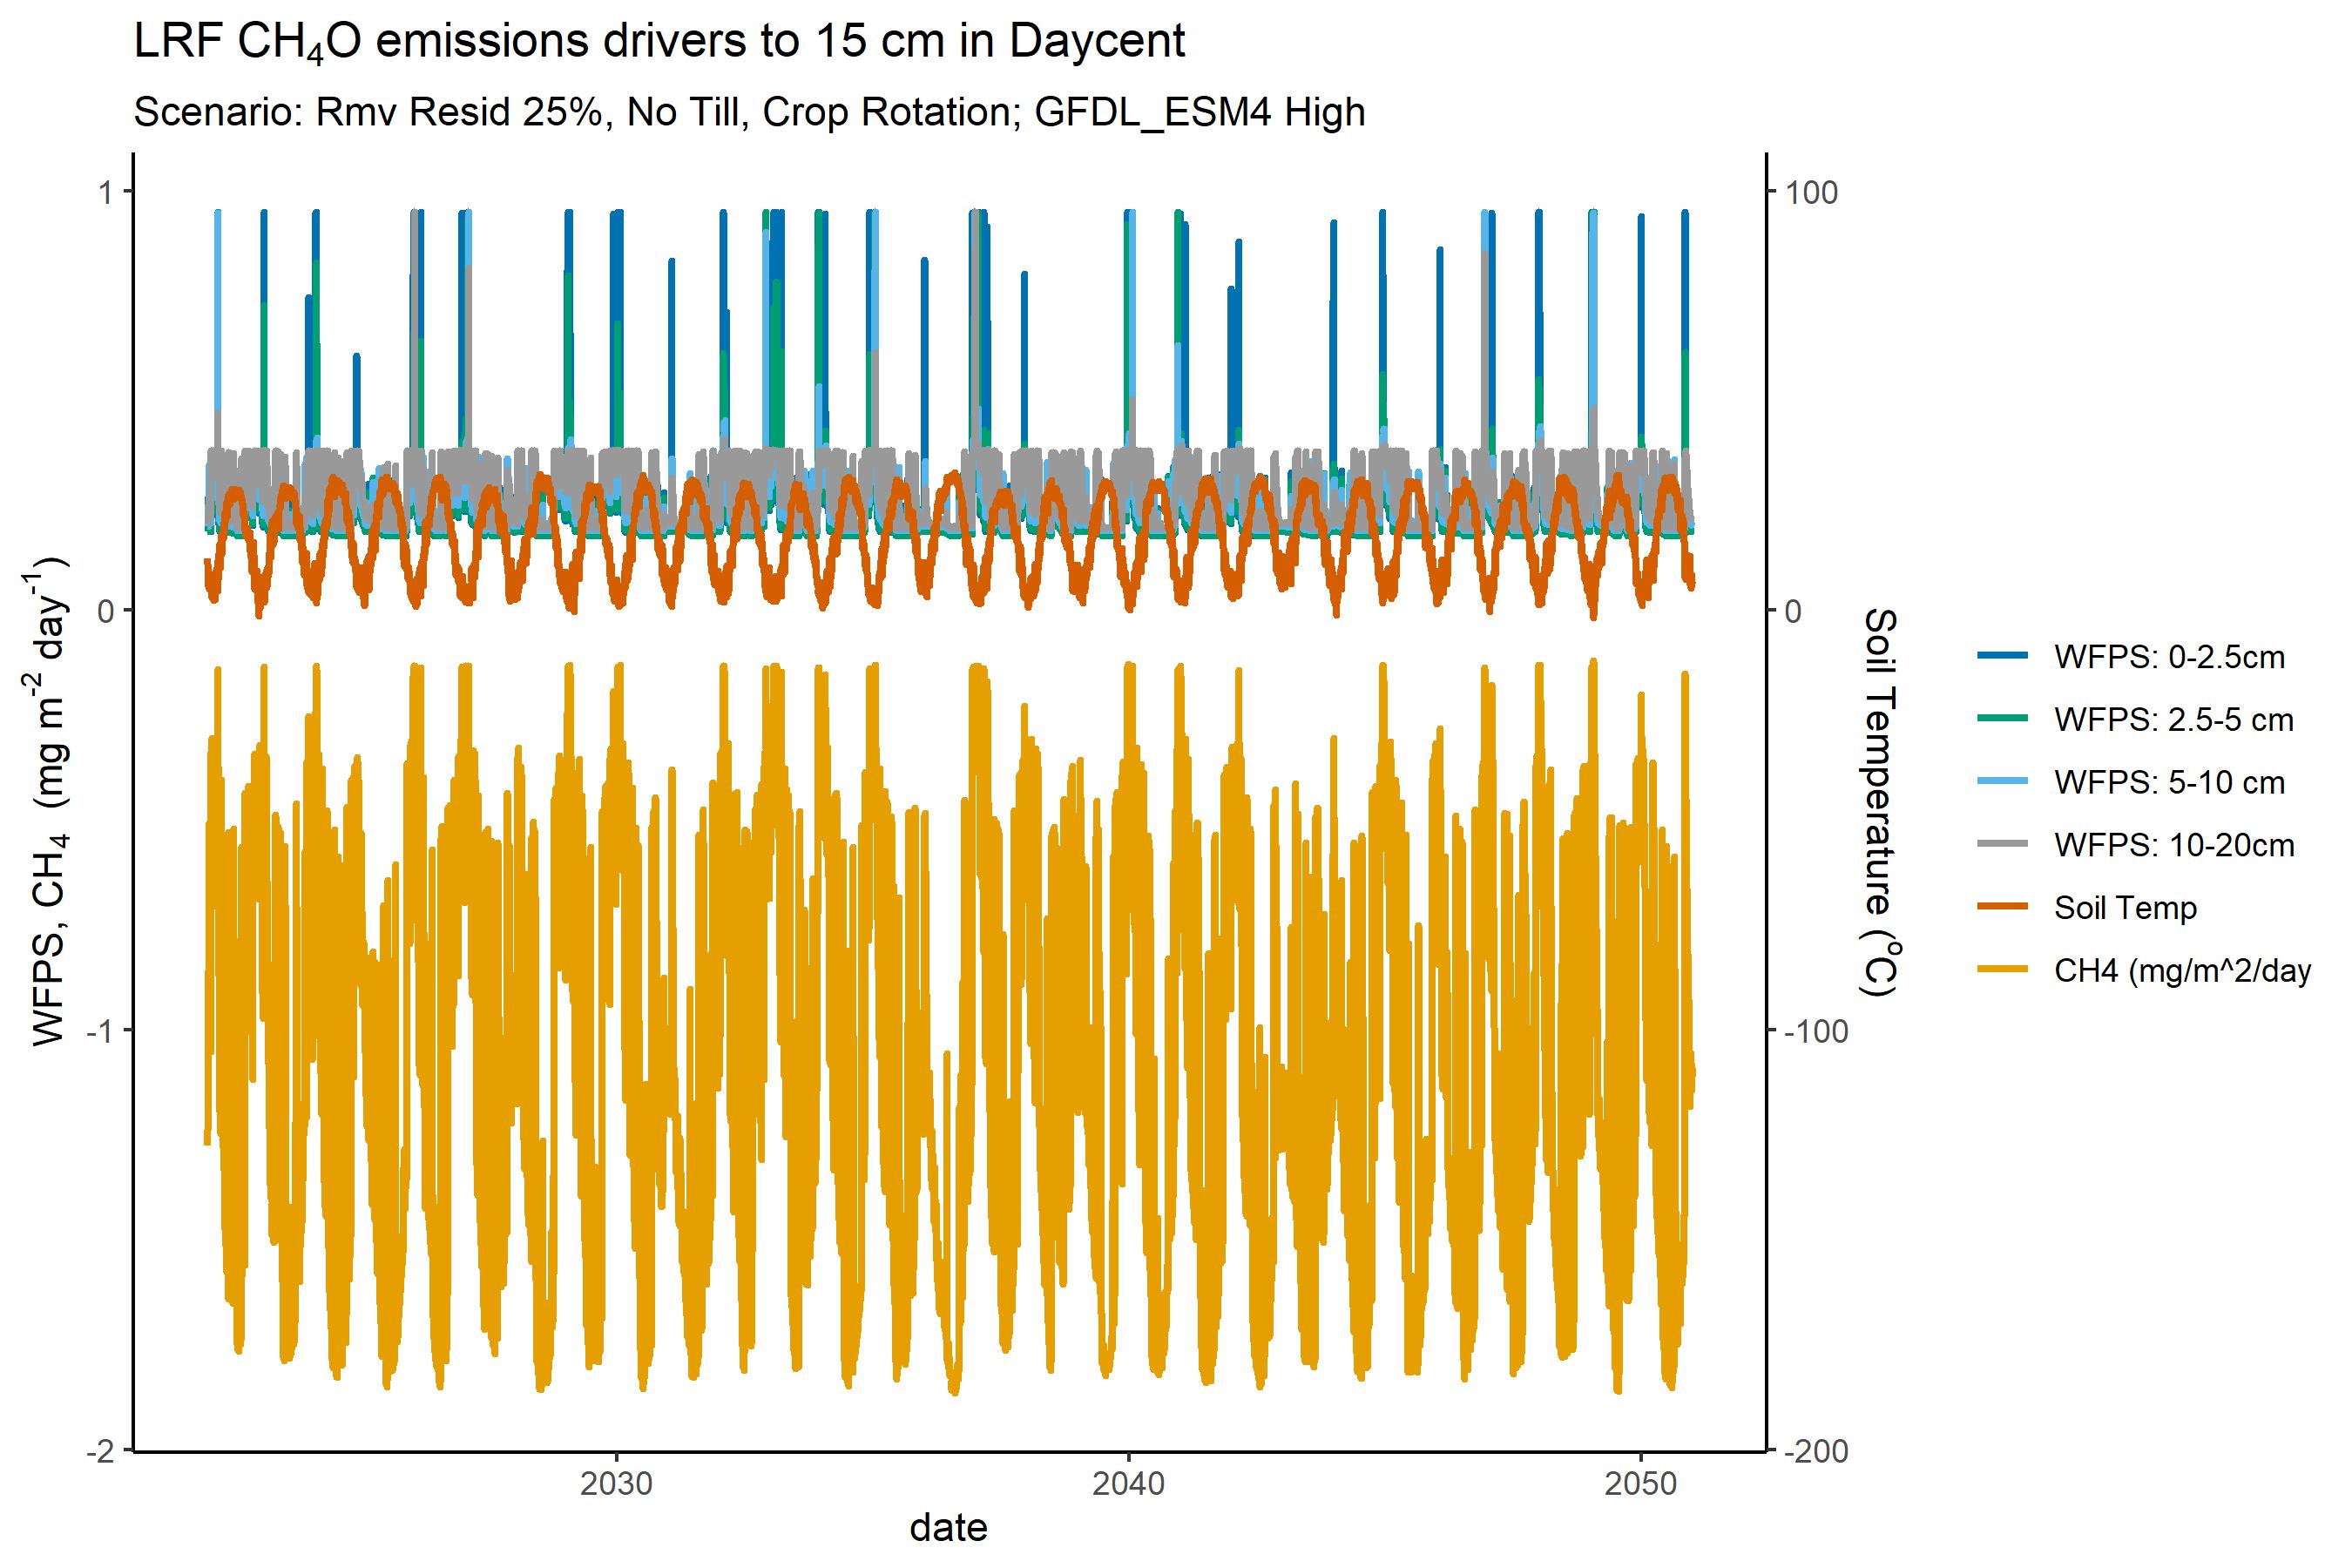 LRF CH₄O emissions drivers to 15 cm in Daycent
Scenario: Rmv Resid 25%, No Till, Crop Rotation; GFDL_ESM4 High
WFPS, CH₄ (mg m⁻² day⁻¹)
1
0
-1
-2
100
0
-100
-200
Soil Temperature (°C)
2030
2040
2050
date
WFPS: 0-2.5cm
WFPS: 2.5-5 cm
WFPS: 5-10 cm
WFPS: 10-20cm
Soil Temp
CH4 (mg/m^2/day